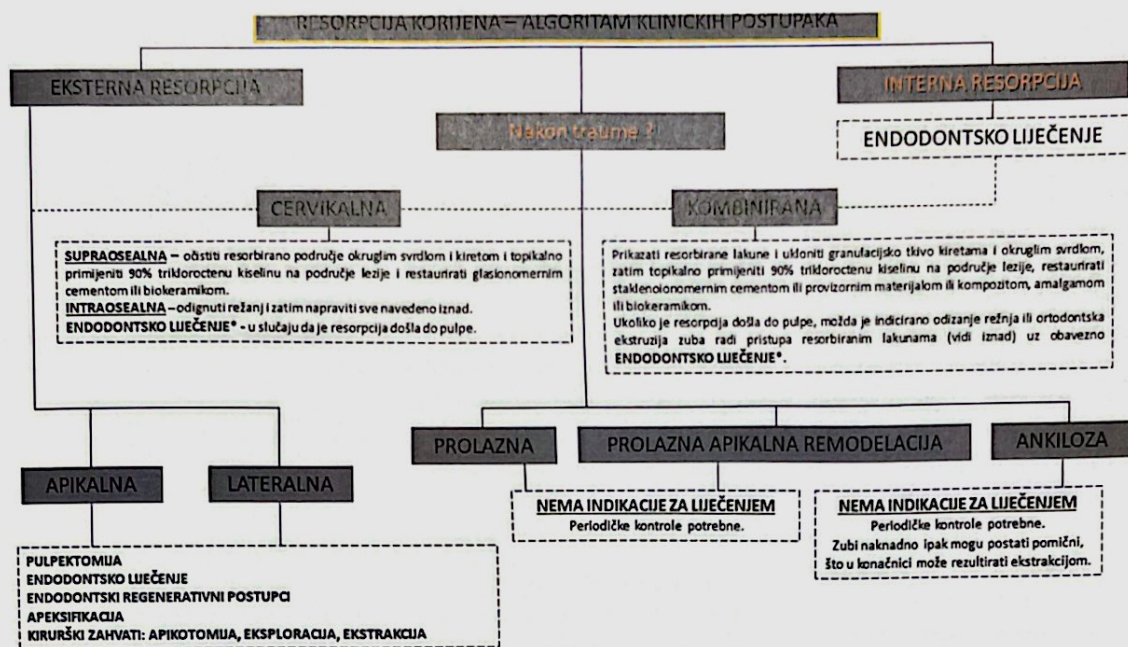 RESORPCIJA KORIJENA – ALGORITAM KLINIČKIH POSTUPAKA
EKSTERNA RESORPCIJA
INTERNA RESORPCIJA
Nakon traume ?
ENDODONTSKO LIJEČENJE
CERVIKALNA
KOMBINIRANA
SUPRAOSEALNA – očistiti resorbirano područje okruglim svrdlom i kiretom i topikalno
primijeniti 90% trikloroctenu kiselinu na područje lezije i restaurirati glasionomernim
cementom ili biokeramikom.
INTRAOSEALNA – odignuti režanj i zatim napraviti sve navedeno iznad.
ENDODONTSKO LIJEČENJE* - u slučaju da je resorpcija došla do pulpe.
Prikazati resorbirane lakune i ukloniti granulacijsko tkivo kiretama i okruglim svrdlom,
zatim topikalno primijeniti 90% trikloroctenu kiselinu na područje lezije, restaurirati
staklenoionomernim cementom ili provizornim materijalom ili kompozitom, amalgamom
ili biokeramikom.
Ukoliko je resorpcija došla do pulpe, možda je indicirano odizanje režnja ili ortodontska
ekstruzija zuba radi pristupa resorbiranim lakunama (vidi iznad) uz obavezno
ENDODONTSKO LIJEČENJE*.
PROLAZNA
PROLAZNA APIKALNA REMODELACIJA
ANKILOZA
APIKALNA
LATERALNA
NEMA INDIKACIJE ZA LIJEČENJEM
Periodičke kontrole potrebne.
NEMA INDIKACIJE ZA LIJEČENJEM
Periodičke kontrole potrebne.
Zubi naknadno ipak mogu postati pomični,
što u konačnici može rezultirati ekstrakcijom.
PULPEKTOMIJA
ENDODONTSKO LIJEČENJE
ENDODONTSKI REGENERATIVNI POSTUPCI
APEKSIFIKACIJA
KIRURŠKI ZAHVATI: APIKOTOMIJA, EKSPLORACIJA, EKSTRAKCIJA